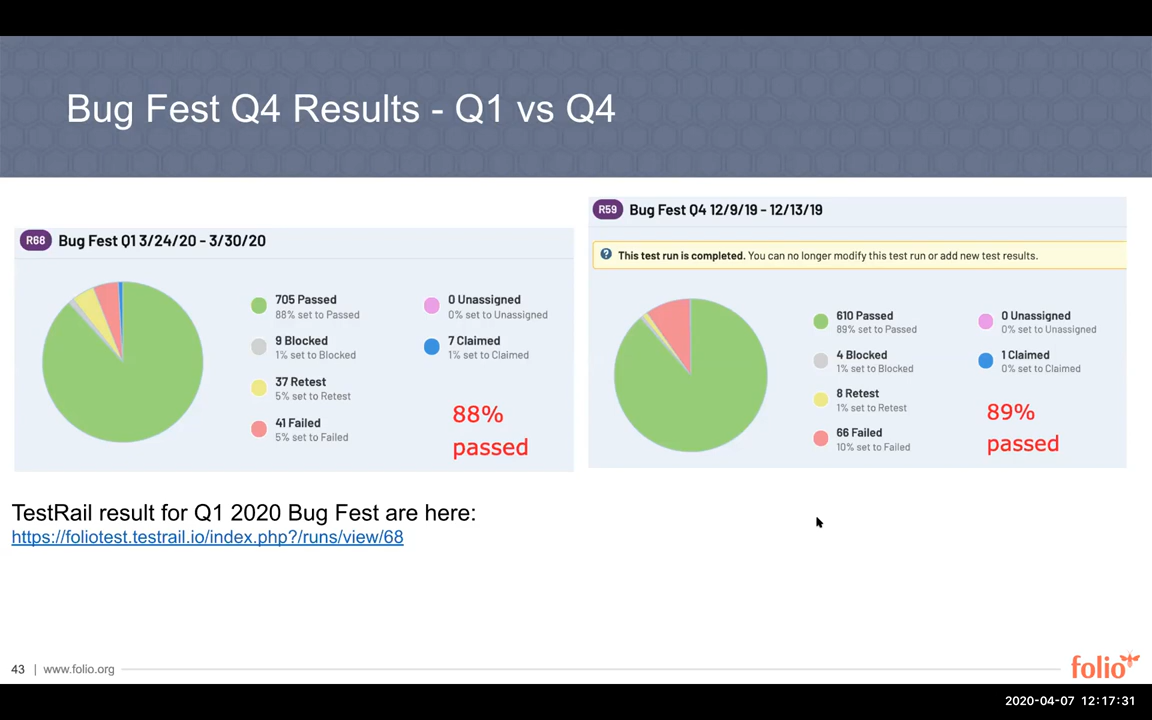 Bug Fest Q4 Results - Q1 vs Q4
R68 Bug Fest Q1 3/24/20 - 3/30/20
705 Passed
88% set to Passed
9 Blocked
1% set to Blocked
37 Retest
5% set to Retest
41 Failed
5% set to Failed
0 Unassigned
0% set to Unassigned
7 Claimed
1% set to Claimed
88%
passed
R59 Bug Fest Q4 12/9/19 - 12/13/19
? This test run is completed. You can no longer modify this test run or add new test results.
610 Passed
89% set to Passed
4 Blocked
1% set to Blocked
8 Retest
1% set to Retest
66 Failed
10% set to Failed
0 Unassigned
0% set to Unassigned
1 Claimed
0% set to Claimed
89%
passed
TestRail result for Q1 2020 Bug Fest are here:
https://foliotest.testrail.io/index.php?/runs/view/68
43 | www.folio.org
folio
2020-04-07 12:17:31